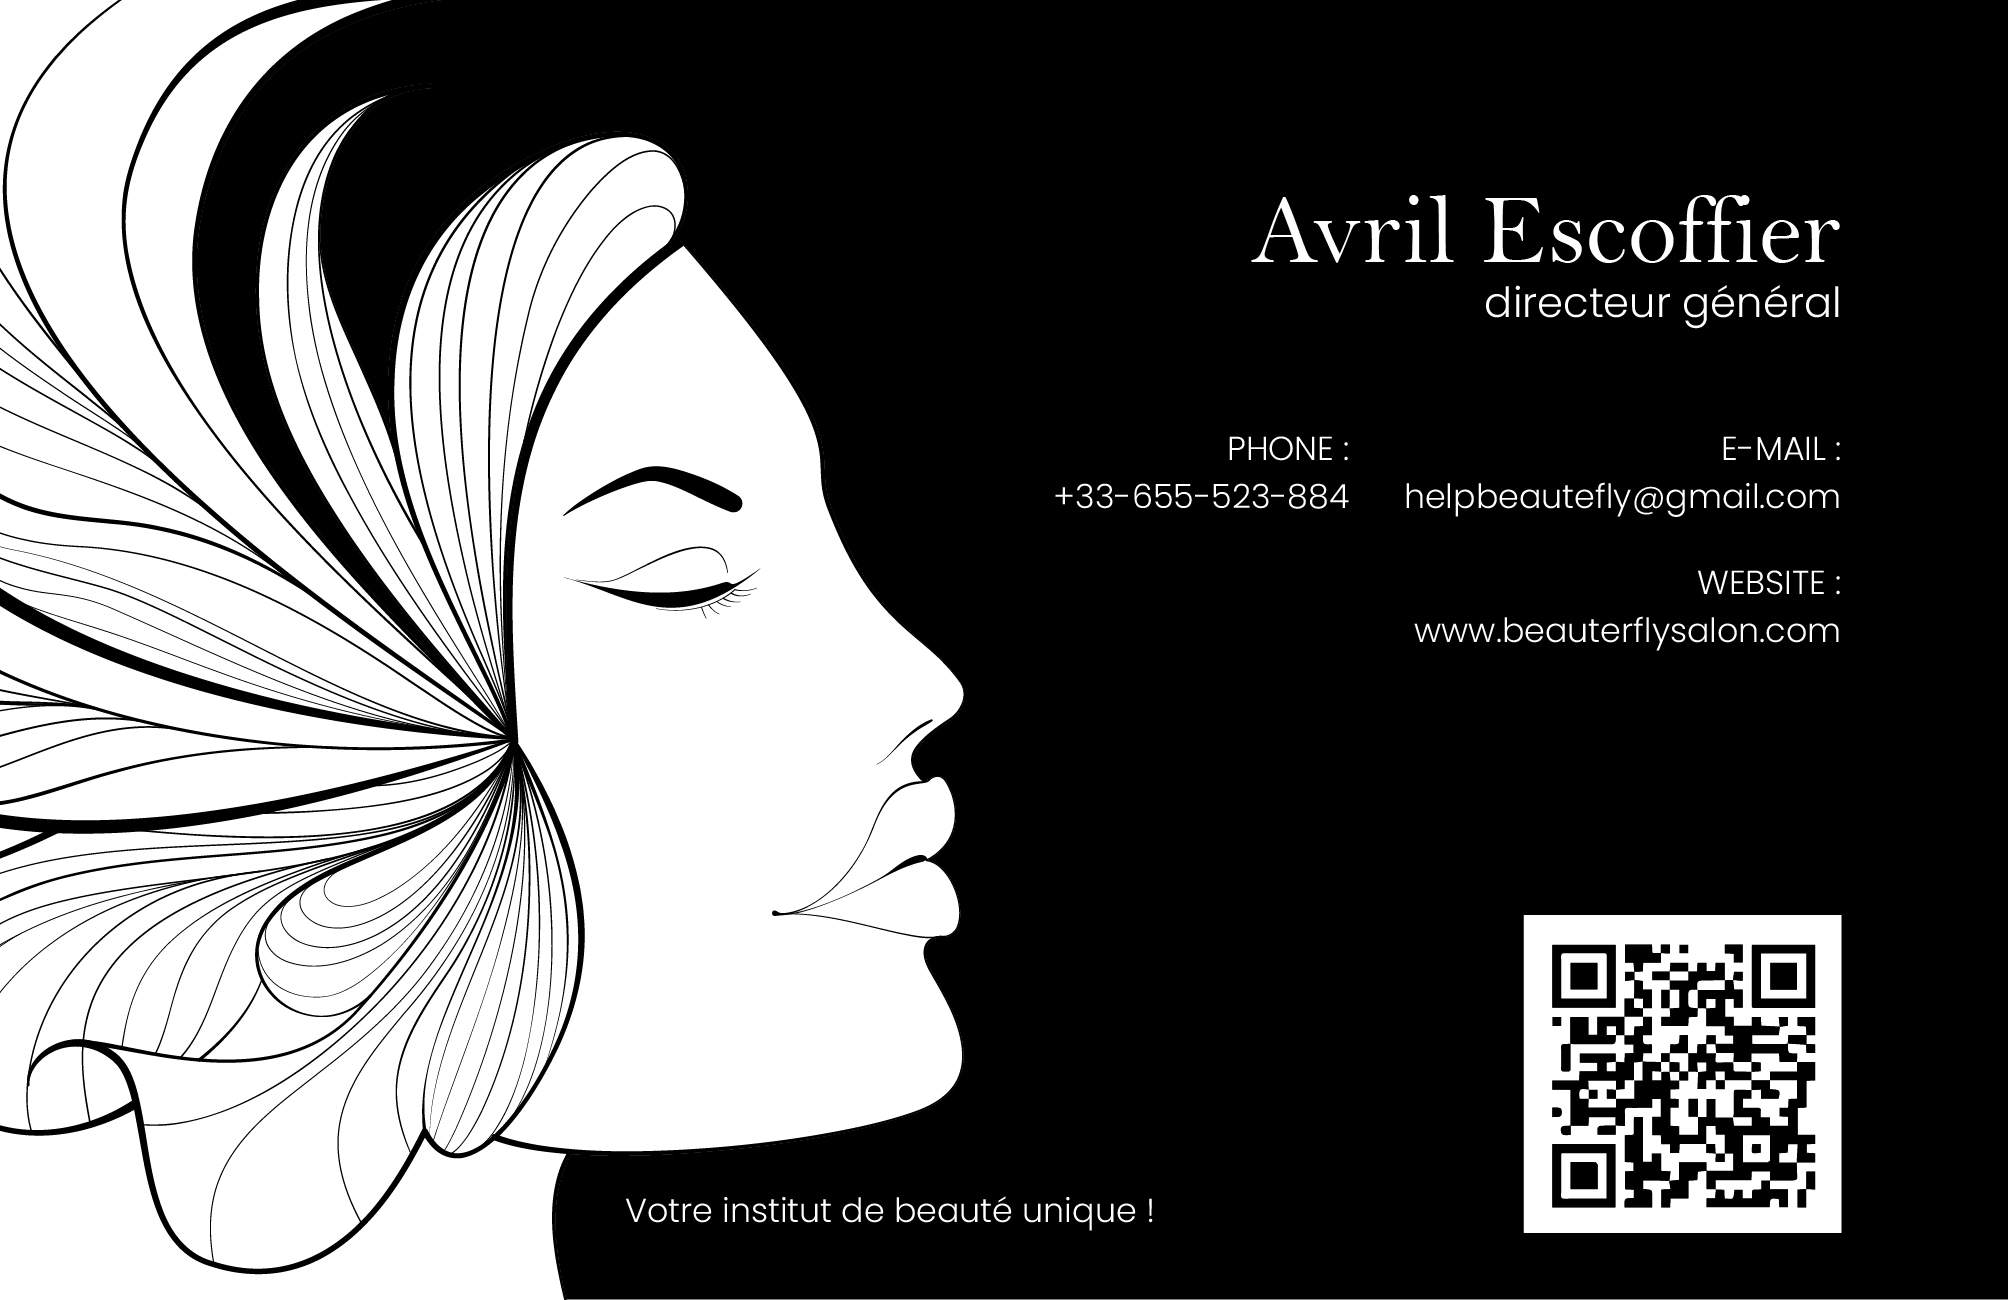 Avril Escoffier
directeur général
PHONE :
+33-655-523-884
E-MAIL :
helpbeautefly@gmail.com
WEBSITE :
www.beauterflysalon.com
Votre institut de beauté unique !